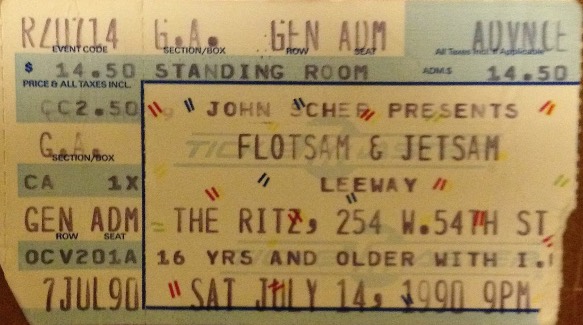 R/0714 G.A. GEN ADM ADVNCE
EVENT CODE SECTION/BOX ROW SEAT All Taxes Incl. If Applicable
$ 14.50 STANDING ROOM ADMS 14.50
PRICE & ALL TAXES INCL.
CC2.50 JOHN SCHER PRESENTS
G.A. FLOTSAM & JETSAM
SECTION/BOX
CA 1X LEEWAY
GEN ADM THE RITZ, 254 W.54TH ST
ROW SEAT
OCV201A 16 YRS AND OLDER WITH I.
7JUL90 SAT JULY 14, 1990 9PM